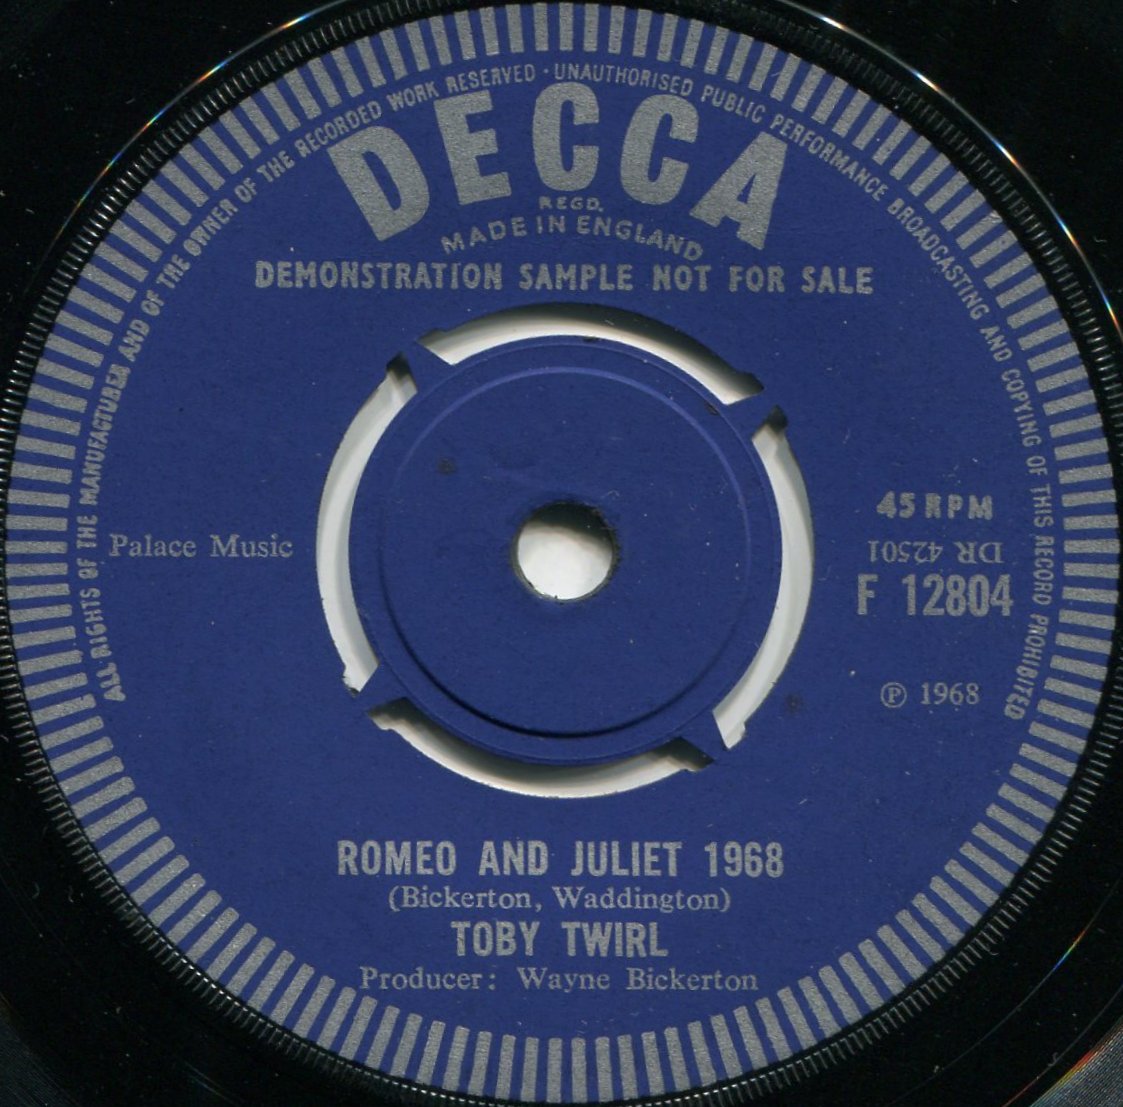 ALL RIGHTS OF THE MANUFACTURER AND OF THE OWNER OF THE RECORDED WORK RESERVED · UNAUTHORISED PUBLIC PERFORMANCE BROADCASTING AND COPYING OF THIS RECORD PROHIBITED
DECCA
REGD.
MADE IN ENGLAND
DEMONSTRATION SAMPLE NOT FOR SALE
Palace Music
45 RPM
DR 42501
F 12804
℗ 1968
ROMEO AND JULIET 1968
(Bickerton, Waddington)
TOBY TWIRL
Producer: Wayne Bickerton